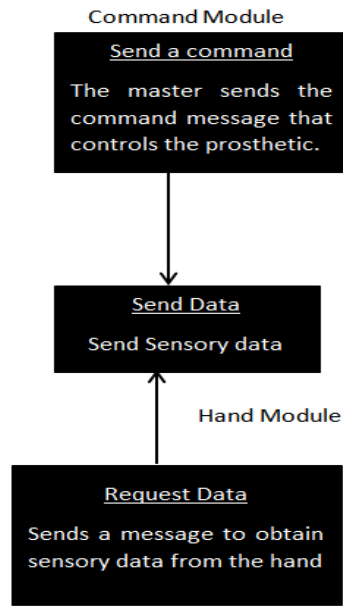 Command Module
Send a command
The master sends the
command message that
controls the prosthetic.
Send Data
Send Sensory data
Hand Module
Request Data
Sends a message to obtain
sensory data from the hand